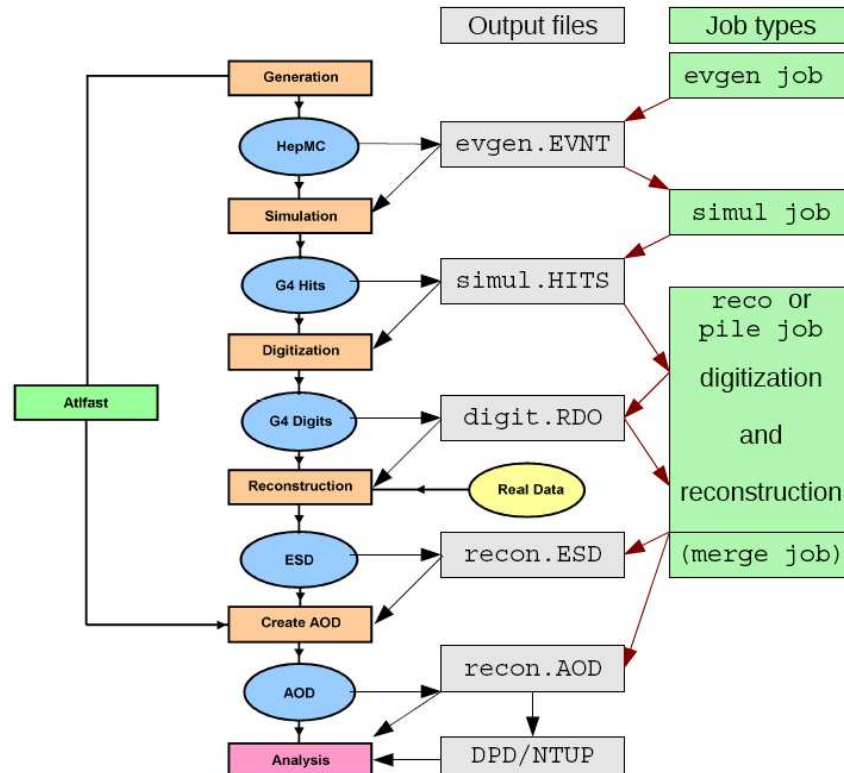 Output files
Job types
Generation
evgen job
HepMC
evgen.EVNT
Simulation
simul job
G4 Hits
simul.HITS
reco or
pile job
Digitization
digitization
Atlfast
G4 Digits
digit.RDO
and
Reconstruction
Real Data
reconstruction
ESD
recon.ESD
(merge job)
Create AOD
AOD
recon.AOD
Analysis
DPD/NTUP